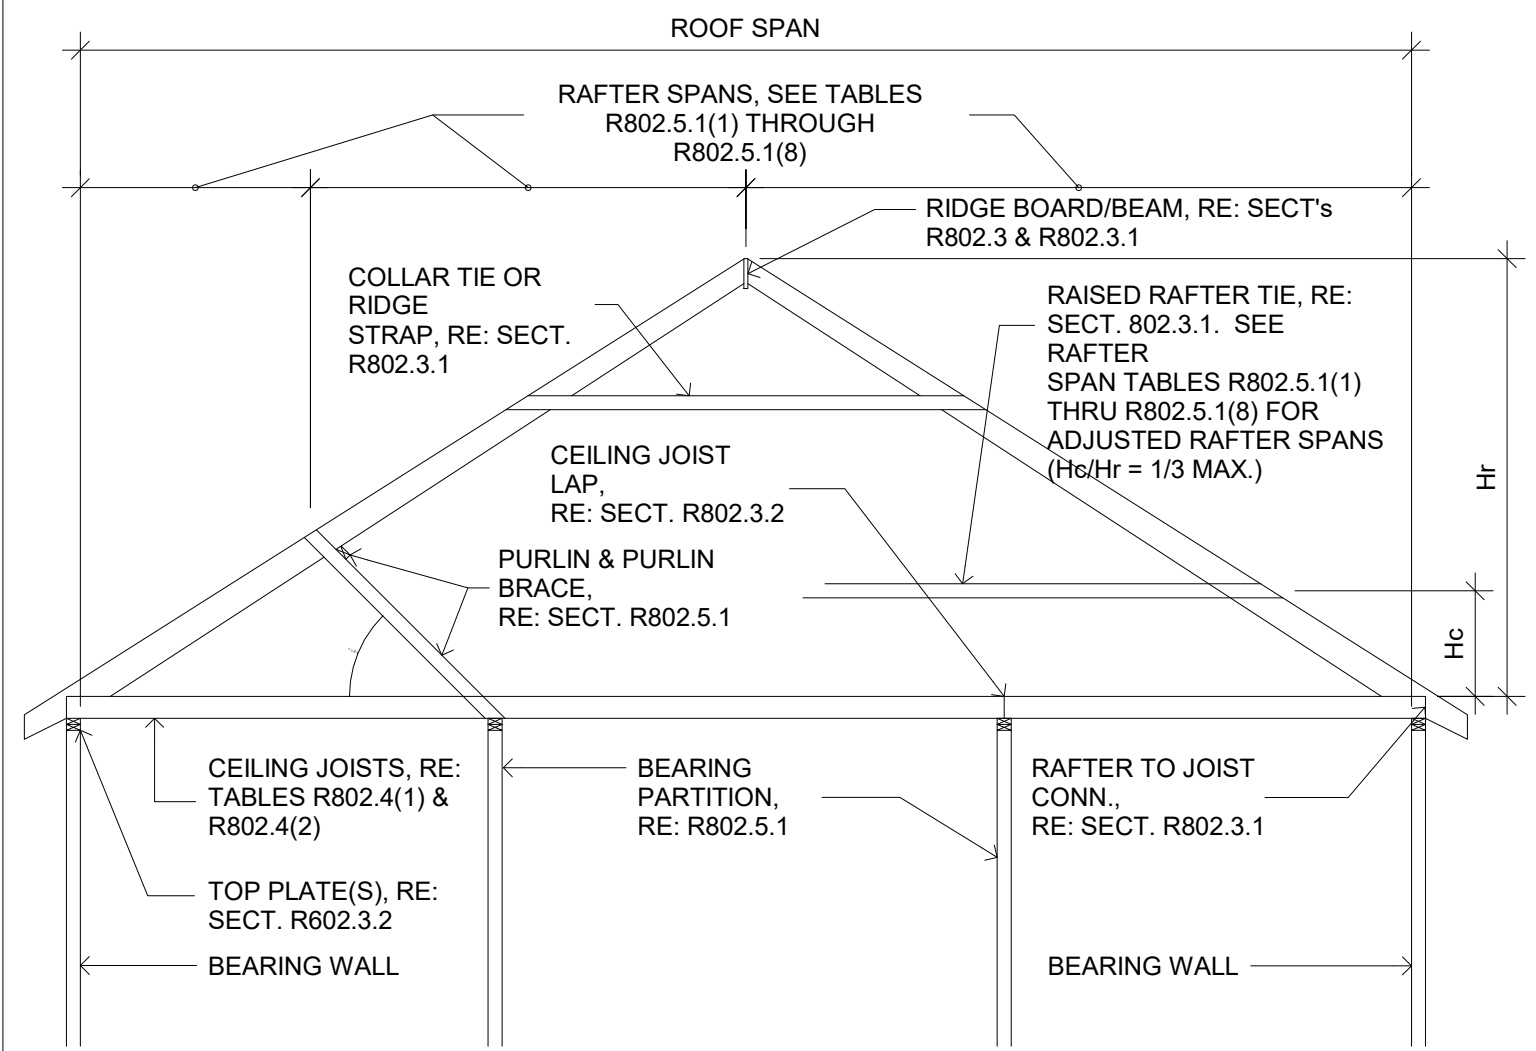 ROOF SPAN
RAFTER SPANS, SEE TABLES
R802.5.1(1) THROUGH
R802.5.1(8)
RIDGE BOARD/BEAM, RE: SECT's
R802.3 & R802.3.1
COLLAR TIE OR
RIDGE
STRAP, RE: SECT.
R802.3.1
RAISED RAFTER TIE, RE:
SECT. 802.3.1. SEE
RAFTER
SPAN TABLES R802.5.1(1)
THRU R802.5.1(8) FOR
ADJUSTED RAFTER SPANS
(Hc/Hr = 1/3 MAX.)
Hr
CEILING JOIST
LAP,
RE: SECT. R802.3.2
PURLIN & PURLIN
BRACE,
RE: SECT. R802.5.1
Hc
CEILING JOISTS, RE:
TABLES R802.4(1) &
R802.4(2)
BEARING
PARTITION,
RE: R802.5.1
RAFTER TO JOIST
CONN.,
RE: SECT. R802.3.1
TOP PLATE(S), RE:
SECT. R602.3.2
BEARING WALL
BEARING WALL